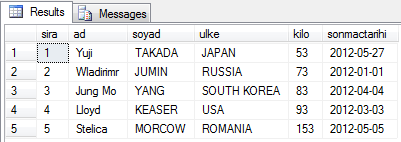 Results Messages
sira ad soyad ulke kilo sonmactarihi
1 1 Yuji TAKADA JAPAN 53 2012-05-27
2 2 Wladirimr JUMIN RUSSIA 73 2012-01-01
3 3 Jung Mo YANG SOUTH KOREA 83 2012-04-04
4 4 Lloyd KEASER USA 93 2012-03-03
5 5 Stelica MORCOW ROMANIA 153 2012-05-05